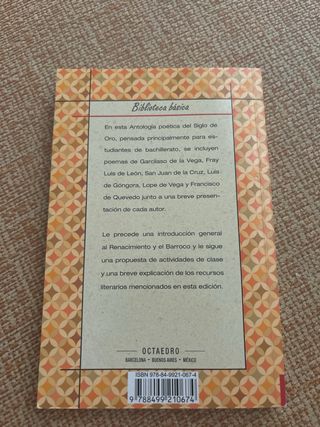 Biblioteca básica
En esta Antología poética del Siglo de
Oro, pensada principalmente para es-
tudiantes de bachillerato, se incluyen
poemas de Garcilaso de la Vega, Fray
Luis de León, San Juan de la Cruz, Luis
de Góngora, Lope de Vega y Francisco
de Quevedo junto a una breve presen-
tación de cada autor.
Le precede una introducción general
al Renacimiento y el Barroco y le sigue
una propuesta de actividades de clase
y una breve explicación de los recursos
literarios mencionados en esta edición.
OCTAEDRO
BARCELONA - BUENOS AIRES - MÉXICO
ISBN 978-84-9921-067-4
9 788499 210674